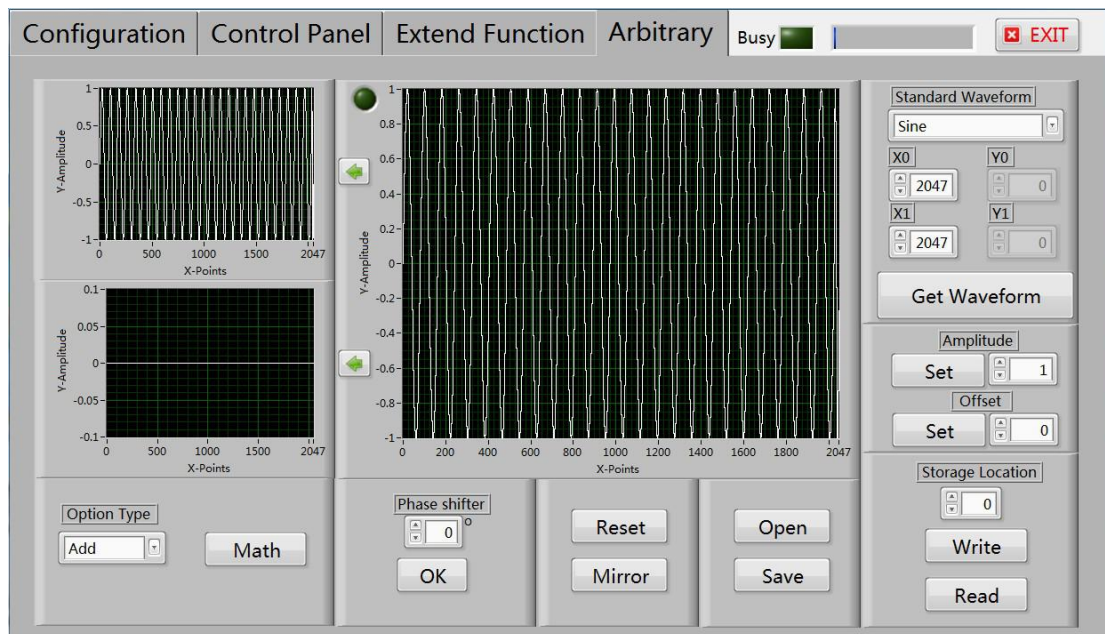 Configuration
Control Panel
Extend Function
Arbitrary
Busy
EXIT
1
0.5
0
-0.5
-1
Y-Amplitude
0
500
1000
1500
2047
X-Points
0.1
0.05
0
-0.05
-0.1
Y-Amplitude
0
500
1000
1500
2047
X-Points
1
0.8
0.6
0.4
0.2
0
-0.2
-0.4
-0.6
-0.8
-1
Y-Amplitude
0
200
400
600
800
1000
1200
1400
1600
1800
2047
X-Points
Standard Waveform
Sine
X0
Y0
2047
0
X1
Y1
2047
0
Get Waveform
Amplitude
Set
1
Offset
Set
0
Storage Location
0
Write
Read
Option Type
Add
Math
Phase shifter
0
o
OK
Reset
Mirror
Open
Save